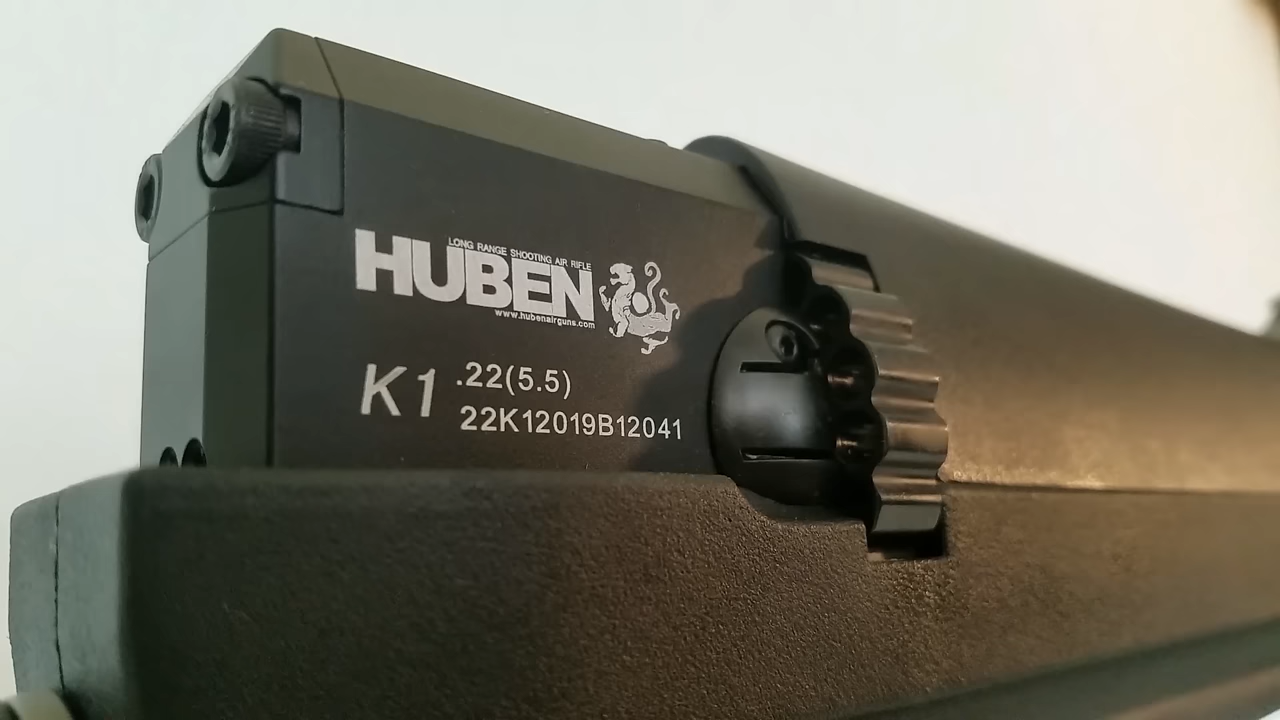 LONG RANGE SHOOTING AIR RIFLE
HUBEN
www.hubenairguns.com
K1 .22(5.5)
22K12019B12041